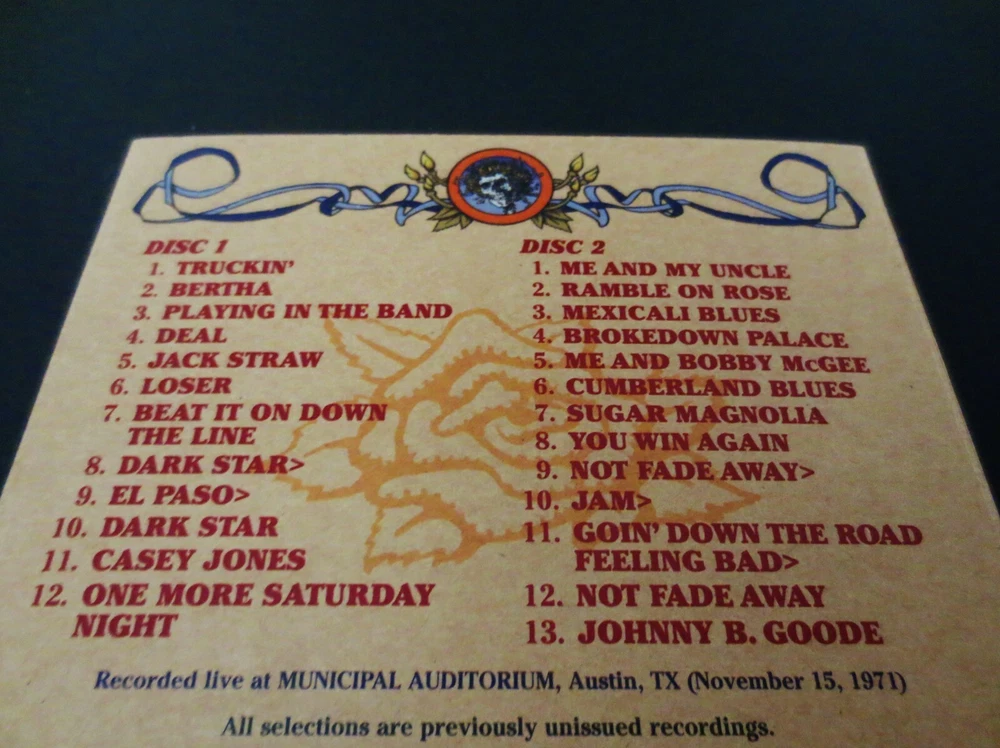 DISC 1
1. TRUCKIN'
2. BERTHA
3. PLAYING IN THE BAND
4. DEAL
5. JACK STRAW
6. LOSER
7. BEAT IT ON DOWN
THE LINE
8. DARK STAR>
9. EL PASO>
10. DARK STAR
11. CASEY JONES
12. ONE MORE SATURDAY
NIGHT
DISC 2
1. ME AND MY UNCLE
2. RAMBLE ON ROSE
3. MEXICALI BLUES
4. BROKEDOWN PALACE
5. ME AND BOBBY McGEE
6. CUMBERLAND BLUES
7. SUGAR MAGNOLIA
8. YOU WIN AGAIN
9. NOT FADE AWAY>
10. JAM>
11. GOIN' DOWN THE ROAD
FEELING BAD>
12. NOT FADE AWAY
13. JOHNNY B. GOODE
Recorded live at MUNICIPAL AUDITORIUM, Austin, TX (November 15, 1971)
All selections are previously unissued recordings.